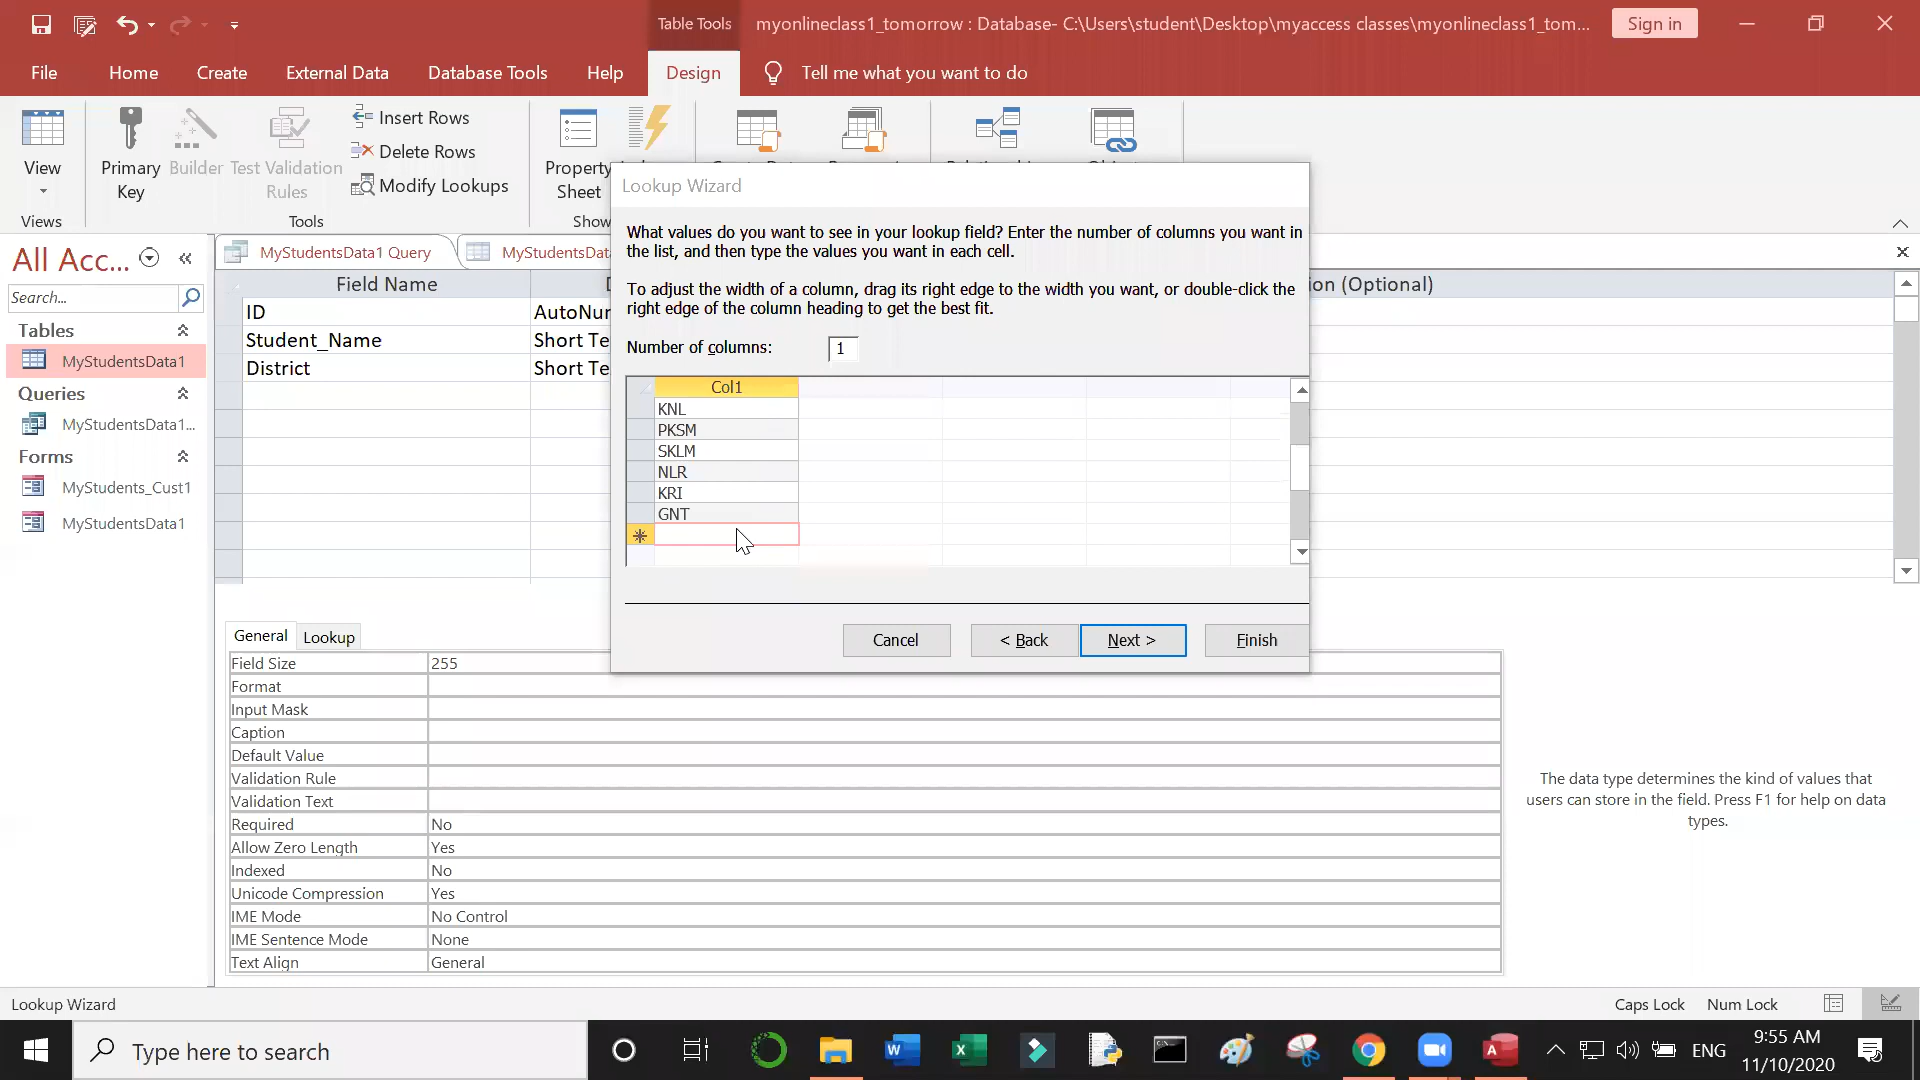 Table Tools
myonlineclass1_tomorrow : Database- C:\Users\student\Desktop\myaccess classes\myonlineclass1_tom...
Sign in
File
Home
Create
External Data
Database Tools
Help
Design
Tell me what you want to do
View
Primary
Key
Builder
Test Validation
Rules
Insert Rows
Delete Rows
Modify Lookups
Property
Sheet
Views
Tools
Show
Lookup Wizard
What values do you want to see in your lookup field? Enter the number of columns you want in
the list, and then type the values you want in each cell.
To adjust the width of a column, drag its right edge to the width you want, or double-click the
right edge of the column heading to get the best fit.
Number of columns: 1
Col1
KNL
PKSM
SKLM
NLR
KRI
GNT
Cancel
< Back
Next >
Finish
All Acc...
Search...
Tables
MyStudentsData1
Queries
MyStudentsData1...
Forms
MyStudents_Cust1
MyStudentsData1
MyStudentsData1 Query
MyStudentsData
Field Name
ion (Optional)
ID AutoNur
Student_Name Short Te
District Short Te
General
Lookup
Field Size 255
Format
Input Mask
Caption
Default Value
Validation Rule
Validation Text
Required No
Allow Zero Length Yes
Indexed No
Unicode Compression Yes
IME Mode No Control
IME Sentence Mode None
Text Align General
The data type determines the kind of values that
users can store in the field. Press F1 for help on data
types.
Lookup Wizard
Caps Lock
Num Lock
Type here to search
ENG
9:55 AM
11/10/2020